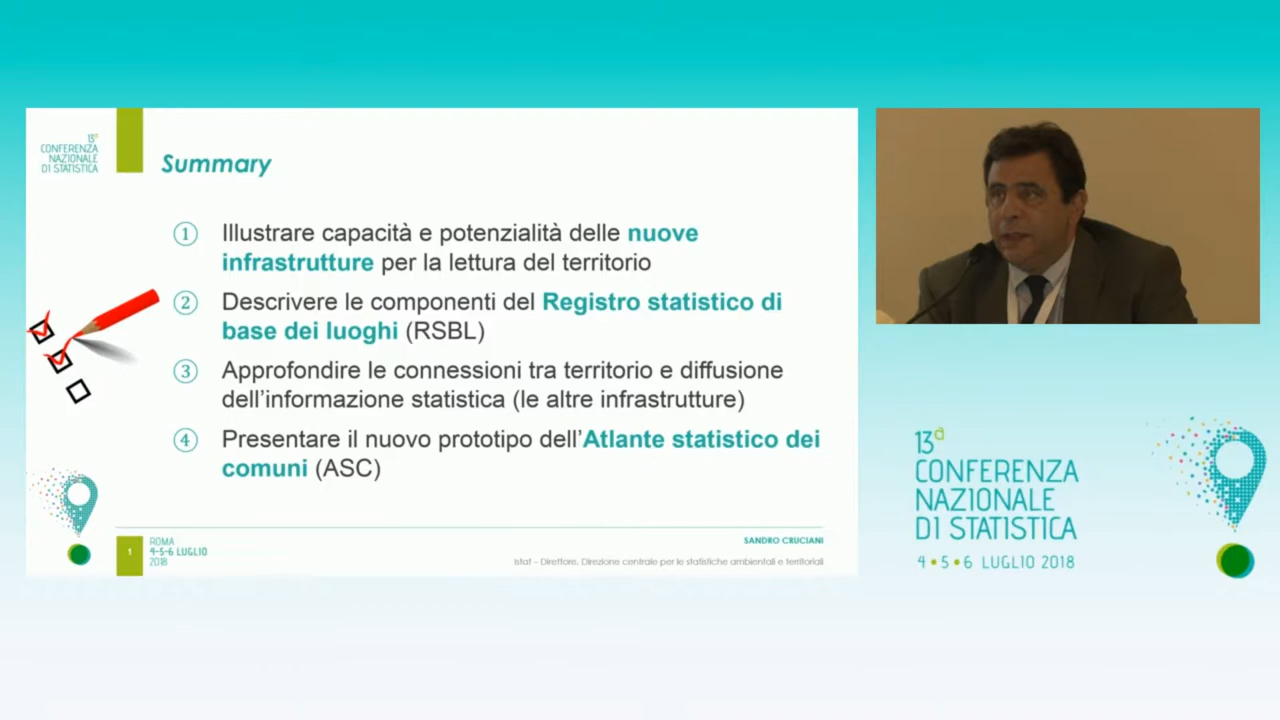 13ª
CONFERENZA
NAZIONALE
DI STATISTICA
Summary
1 Illustrare capacità e potenzialità delle nuove
infrastrutture per la lettura del territorio
2 Descrivere le componenti del Registro statistico di
base dei luoghi (RSBL)
3 Approfondire le connessioni tra territorio e diffusione
dell'informazione statistica (le altre infrastrutture)
4 Presentare il nuovo prototipo dell'Atlante statistico dei
comuni (ASC)
1
ROMA
4-5-6 LUGLIO
2018
SANDRO CRUCIANI
Istat – Direttore, Direzione centrale per le statistiche ambientali e territoriali
13ª
CONFERENZA
NAZIONALE
DI STATISTICA
4•5•6 LUGLIO 2018